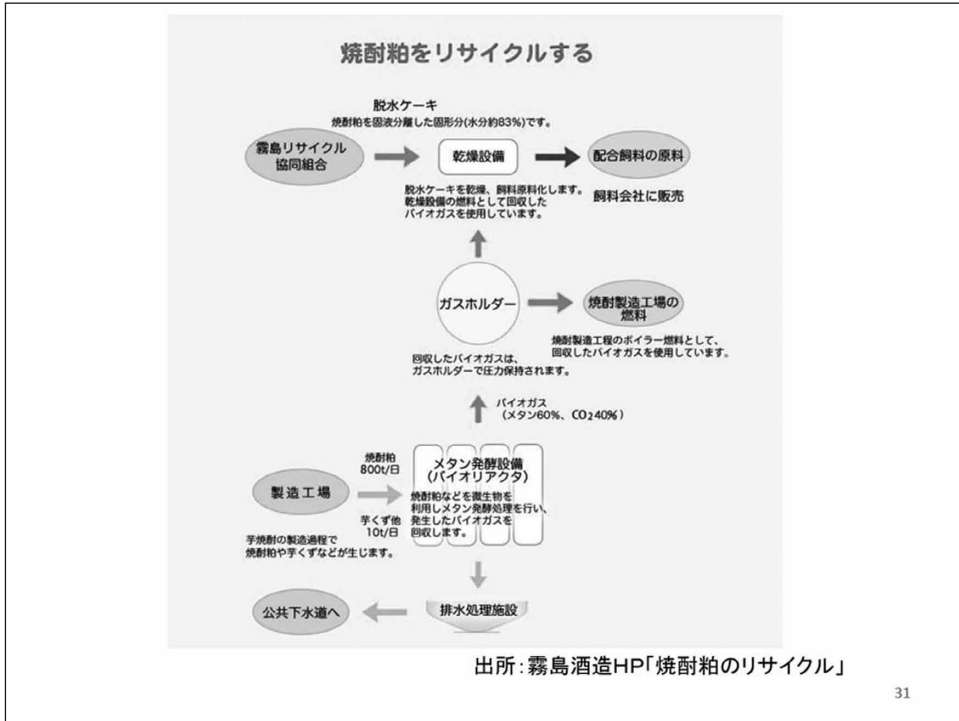 焼酎粕をリサイクルする
脱水ケーキ
焼酎粕を固液分離した固形分(水分約83%)です。
霧島リサイクル
協同組合
乾燥設備
配合飼料の原料
脱水ケーキを乾燥、飼料原料化します。
乾燥設備の燃料として回収した
バイオガスを使用しています。
飼料会社に販売
ガスホルダー
焼酎製造工場の
燃料
焼酎製造工程のボイラー燃料として、
回収したバイオガスを使用しています。
回収したバイオガスは、
ガスホルダーで圧力保持されます。
バイオガス
(メタン60%、CO2 40%)
焼酎粕
800t/日
メタン発酵設備
(バイオリアクタ)
製造工場
焼酎粕などを微生物を
利用しメタン発酵処理を行い、
発生したバイオガスを
回収します。
芋くず他
10t/日
芋焼酎の製造過程で
焼酎粕や芋くずなどが生じます。
公共下水道へ
排水処理施設
出所：霧島酒造HP「焼酎粕のリサイクル」
31